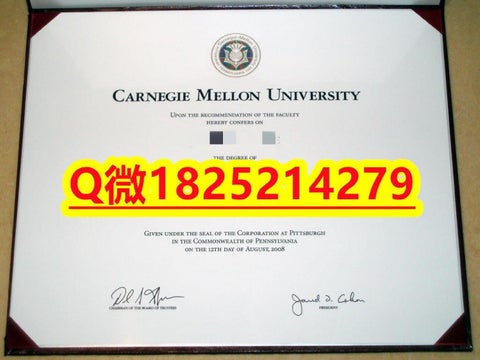 CARNEGIE MELLON UNIVERSITY
UPON THE RECOMMENDATION OF THE FACULTY
HEREBY CONFERS ON
THE DEGREE OF
Q微1825214279
GIVEN UNDER THE SEAL OF THE CORPORATION AT PITTSBURGH
IN THE COMMONWEALTH OF PENNSYLVANIA
ON THE 12TH DAY OF AUGUST, 2008
CHAIRMAN OF THE BOARD OF TRUSTEES
PRESIDENT